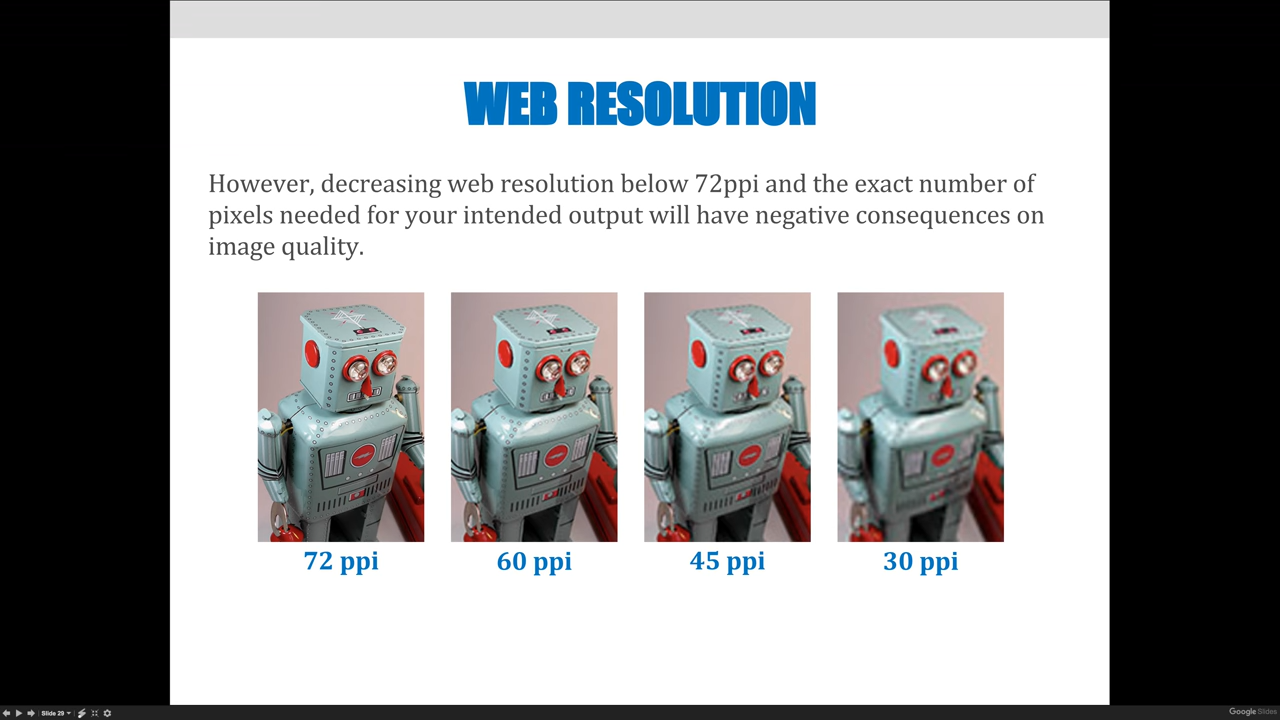 WEB RESOLUTION
However, decreasing web resolution below 72ppi and the exact number of
pixels needed for your intended output will have negative consequences on
image quality.
72 ppi
60 ppi
45 ppi
30 ppi
Slide 29
Google Slides